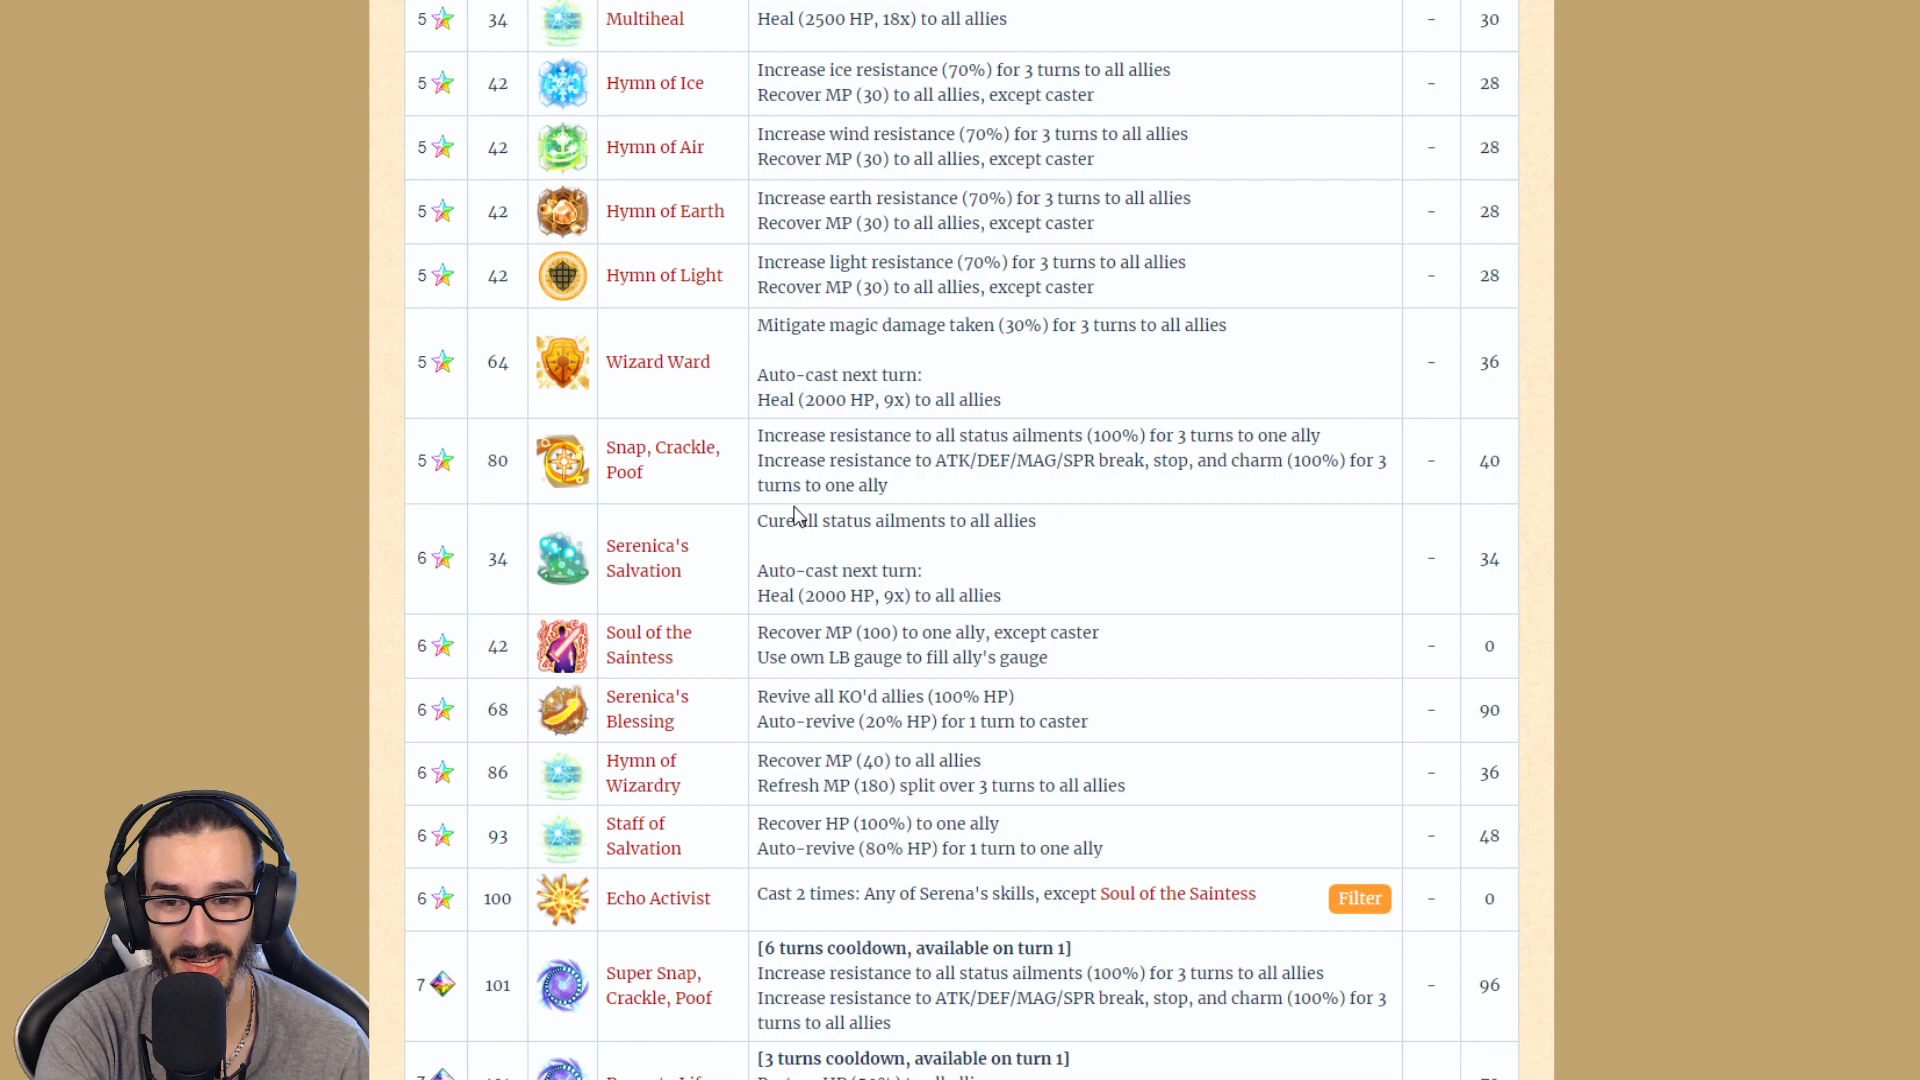 5 34 Multiheal Heal (2500 HP, 18x) to all allies - 30
5 42 Hymn of Ice Increase ice resistance (70%) for 3 turns to all allies - 28
Recover MP (30) to all allies, except caster
5 42 Hymn of Air Increase wind resistance (70%) for 3 turns to all allies - 28
Recover MP (30) to all allies, except caster
5 42 Hymn of Earth Increase earth resistance (70%) for 3 turns to all allies - 28
Recover MP (30) to all allies, except caster
5 42 Hymn of Light Increase light resistance (70%) for 3 turns to all allies - 28
Recover MP (30) to all allies, except caster
5 64 Wizard Ward Mitigate magic damage taken (30%) for 3 turns to all allies - 36
Auto-cast next turn:
Heal (2000 HP, 9x) to all allies
5 80 Snap, Crackle, Poof Increase resistance to all status ailments (100%) for 3 turns to one ally - 40
Increase resistance to ATK/DEF/MAG/SPR break, stop, and charm (100%) for 3
turns to one ally
6 34 Serenica's Salvation Cure all status ailments to all allies - 34
Auto-cast next turn:
Heal (2000 HP, 9x) to all allies
6 42 Soul of the Saintess Recover MP (100) to one ally, except caster - 0
Use own LB gauge to fill ally's gauge
6 68 Serenica's Blessing Revive all KO'd allies (100% HP) - 90
Auto-revive (20% HP) for 1 turn to caster
6 86 Hymn of Wizardry Recover MP (40) to all allies - 36
Refresh MP (180) split over 3 turns to all allies
6 93 Staff of Salvation Recover HP (100%) to one ally - 48
Auto-revive (80% HP) for 1 turn to one ally
6 100 Echo Activist Cast 2 times: Any of Serena's skills, except Soul of the Saintess Filter - 0
7 101 Super Snap, Crackle, Poof [6 turns cooldown, available on turn 1] - 96
Increase resistance to all status ailments (100%) for 3 turns to all allies
Increase resistance to ATK/DEF/MAG/SPR break, stop, and charm (100%) for 3
turns to all allies
[3 turns cooldown, available on turn 1]